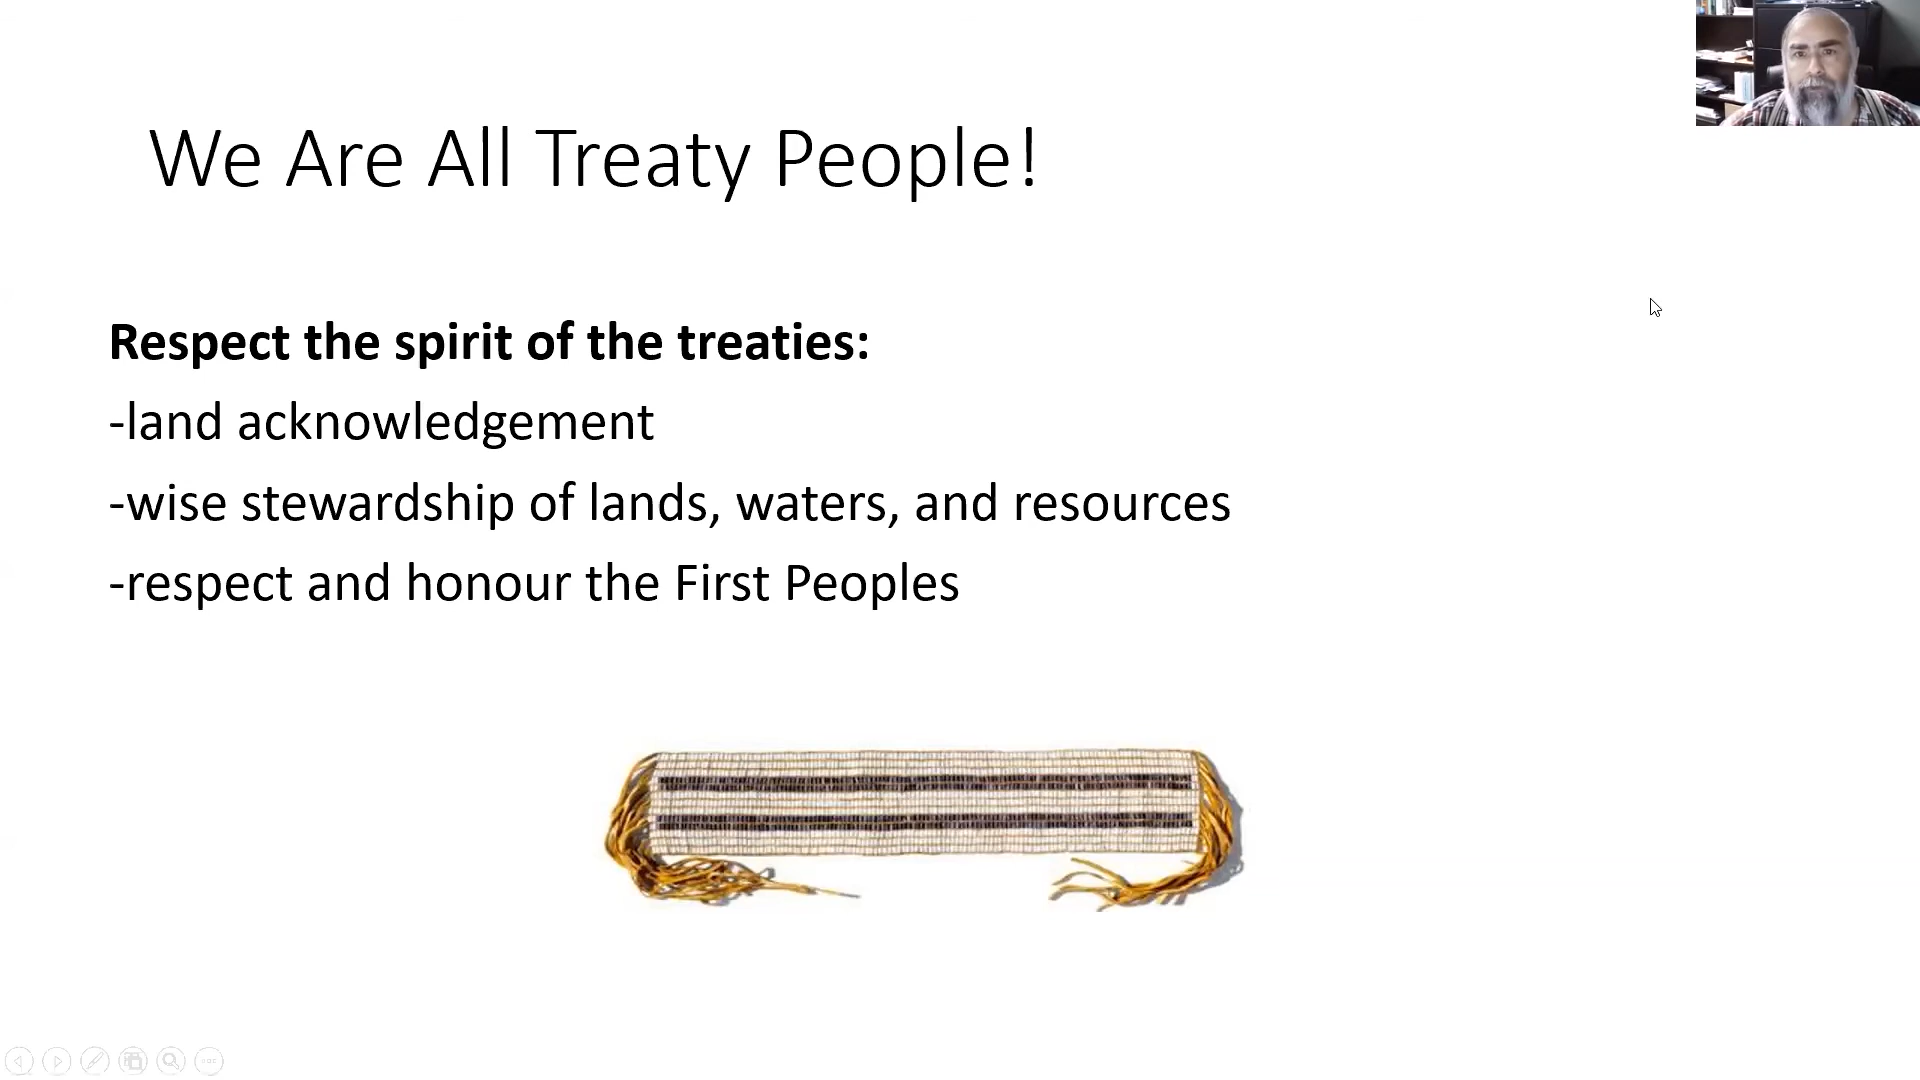 We Are All Treaty People!
Respect the spirit of the treaties:
-land acknowledgement
-wise stewardship of lands, waters, and resources
-respect and honour the First Peoples